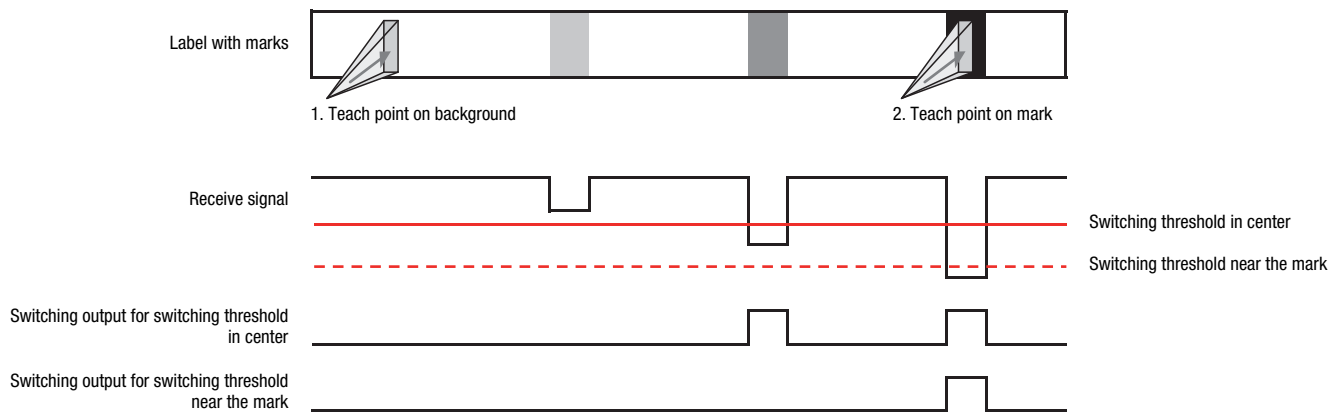 Label with marks
1. Teach point on background
2. Teach point on mark
Receive signal
Switching threshold in center
Switching threshold near the mark
Switching output for switching threshold
in center
Switching output for switching threshold
near the mark